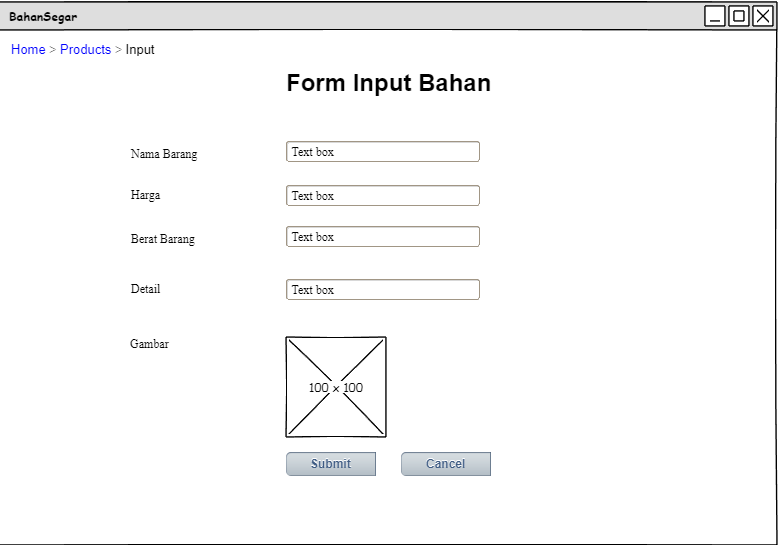 BahanSegar
Home > Products > Input
Form Input Bahan
Nama Barang Text box
Harga Text box
Berat Barang Text box
Detail Text box
Gambar
100 x 100
Submit Cancel